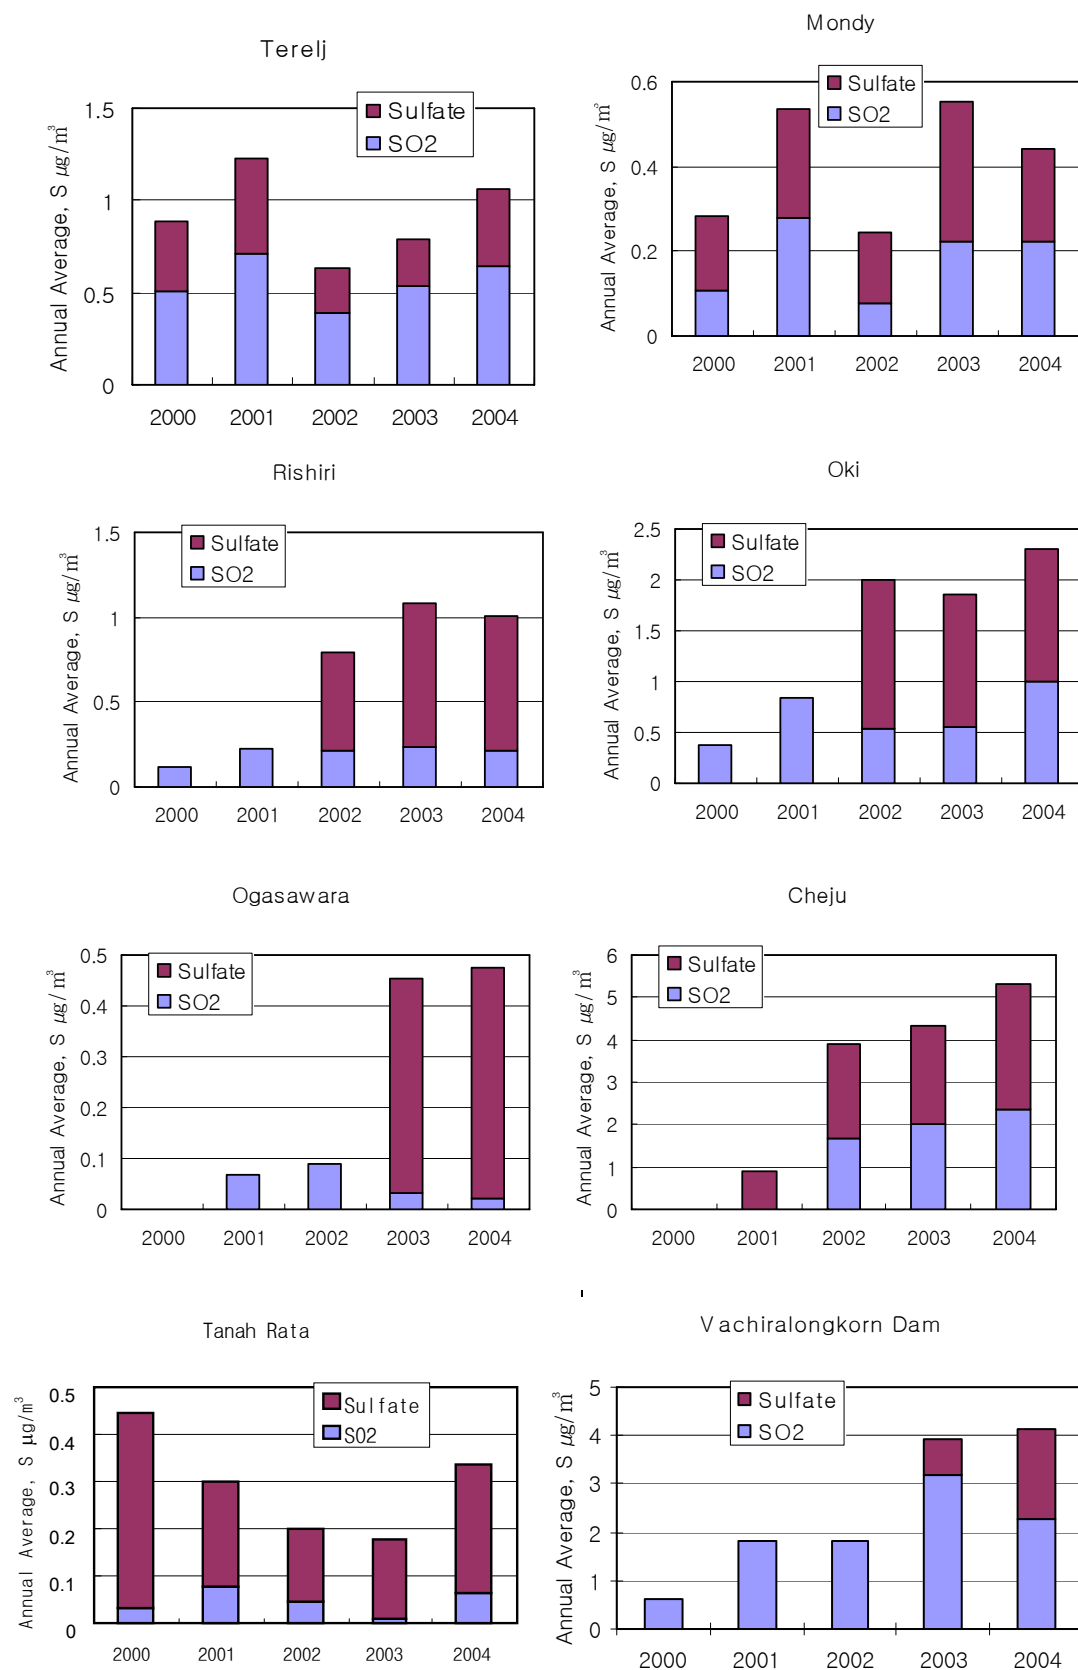 Terelj
Annual Average, S μg/m³
1.5
1
0.5
0
Sulfate
SO2
2000 2001 2002 2003 2004
Mondy
Annual Average, S μg/m³
0.6
0.4
0.2
0
Sulfate
SO2
2000 2001 2002 2003 2004
Rishiri
Annual Average, S μg/m³
1.5
1
0.5
0
Sulfate
SO2
2000 2001 2002 2003 2004
Oki
Annual Average, S μg/m³
2.5
2
1.5
1
0.5
0
Sulfate
SO2
2000 2001 2002 2003 2004
Ogasawara
Annual Average, S μg/m³
0.5
0.4
0.3
0.2
0.1
0
Sulfate
SO2
2000 2001 2002 2003 2004
Cheju
Annual Average, S μg/m³
6
5
4
3
2
1
0
Sulfate
SO2
2000 2001 2002 2003 2004
Tanah Rata
Annual Average, S μg/m³
0.5
0.4
0.3
0.2
0.1
0
Sulfate
SO2
2000 2001 2002 2003 2004
Vachiralongkorn Dam
Annual Average, S μg/m³
5
4
3
2
1
0
Sulfate
SO2
2000 2001 2002 2003 2004